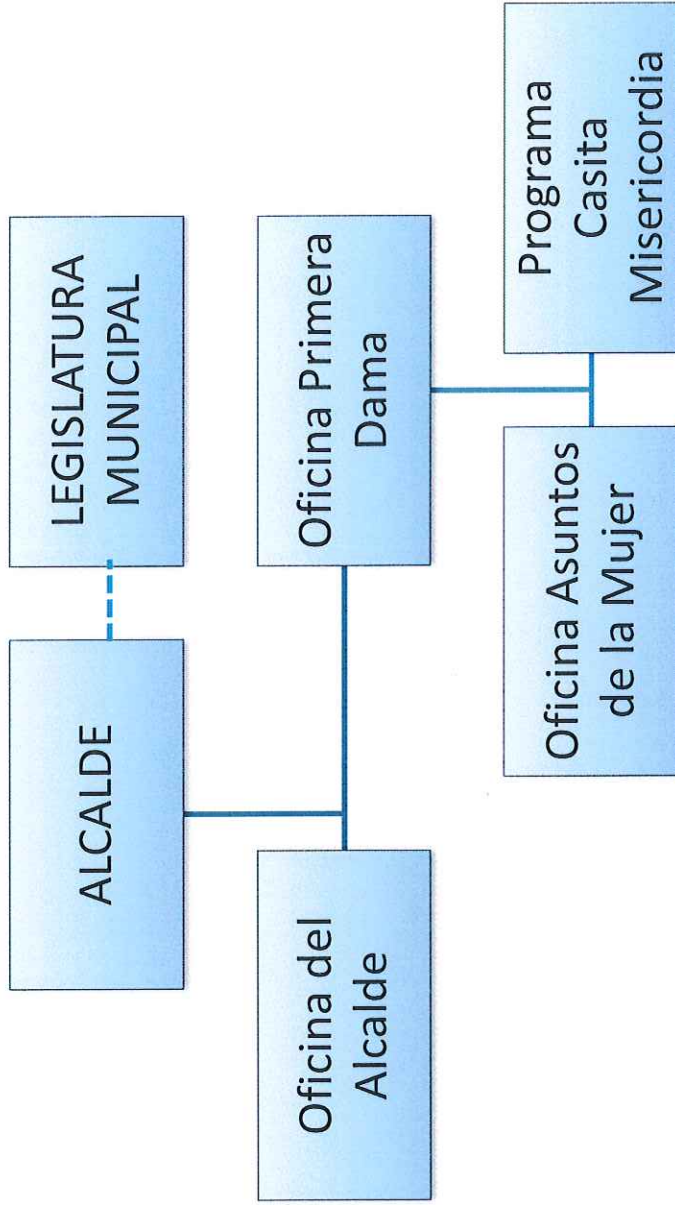 ALCALDE
LEGISLATURA
MUNICIPAL
Oficina del
Alcalde
Oficina Primera
Dama
Oficina Asuntos
de la Mujer
Programa
Casita
Misericordia